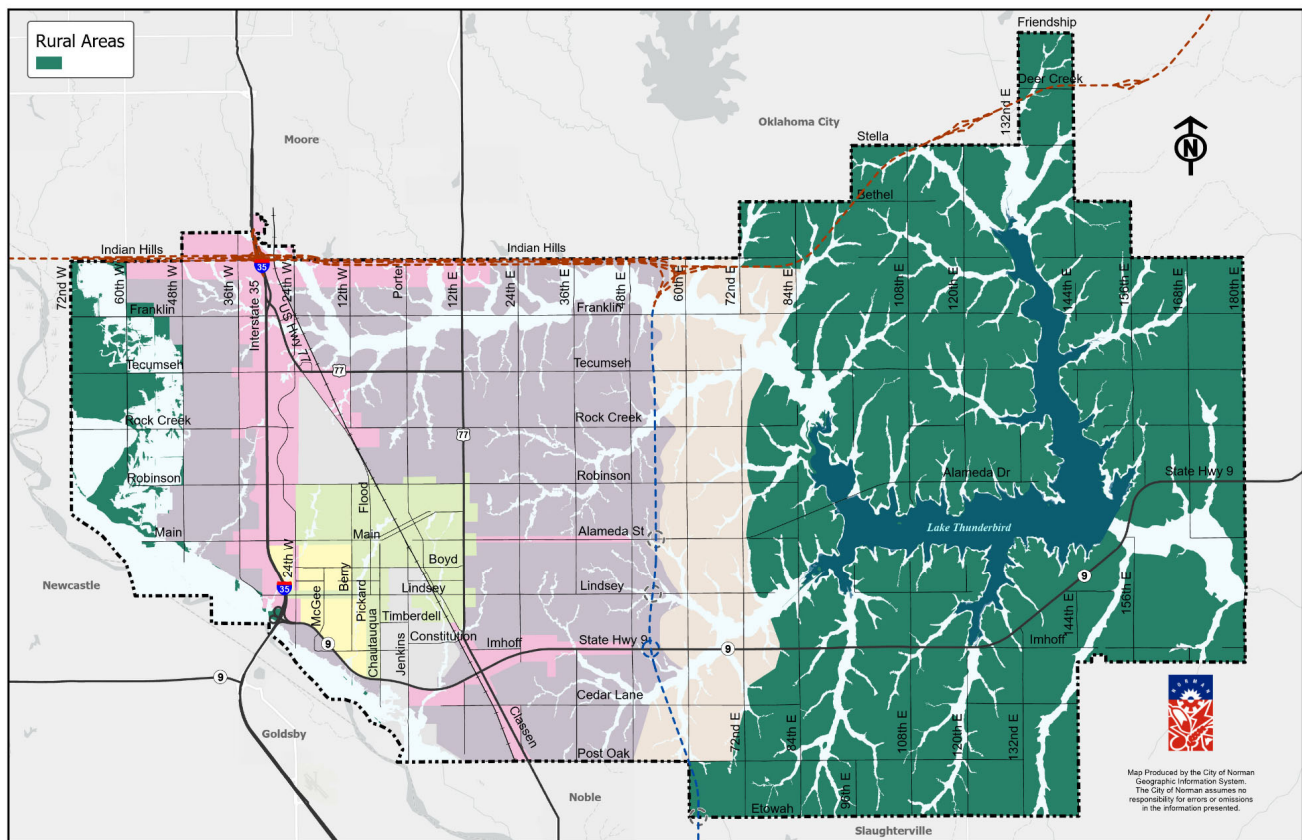 Rural Areas
Friendship
Deer Creek
132nd E
Moore
Oklahoma City
Stella
N
Bethel
Indian Hills
Indian Hills
35
72nd W
60th W
48th W
36th W
Interstate 35
24th W
12th W
Porter
12th E
24th E
36th E
48th E
60th E
72nd E
84th E
108th E
120th E
144th E
156th E
168th E
180th E
Franklin
US Hwy 77
Franklin
Tecumseh
77
Tecumseh
Rock Creek
77
Rock Creek
Robinson
Flood
Robinson
Alameda Dr
State Hwy 9
Main
Main
Alameda St
Lake Thunderbird
24th W
Berry
Boyd
Newcastle
35
McGee
Pickard
Lindsey
Lindsey
9
156th E
Chautauqua
Timberdell
144th E
9
Jenkins
Constitution
Imhoff
State Hwy 9
9
Imhoff
9
Cedar Lane
NORMAN
Classen
72nd E
84th E
108th E
120th E
132nd E
Goldsby
Post Oak
96th E
Etowah
Noble
Slaughterville
Map Produced by the City of Norman
Geographic Information System.
The City of Norman assumes no
responsibility for errors or omissions
in the information presented.